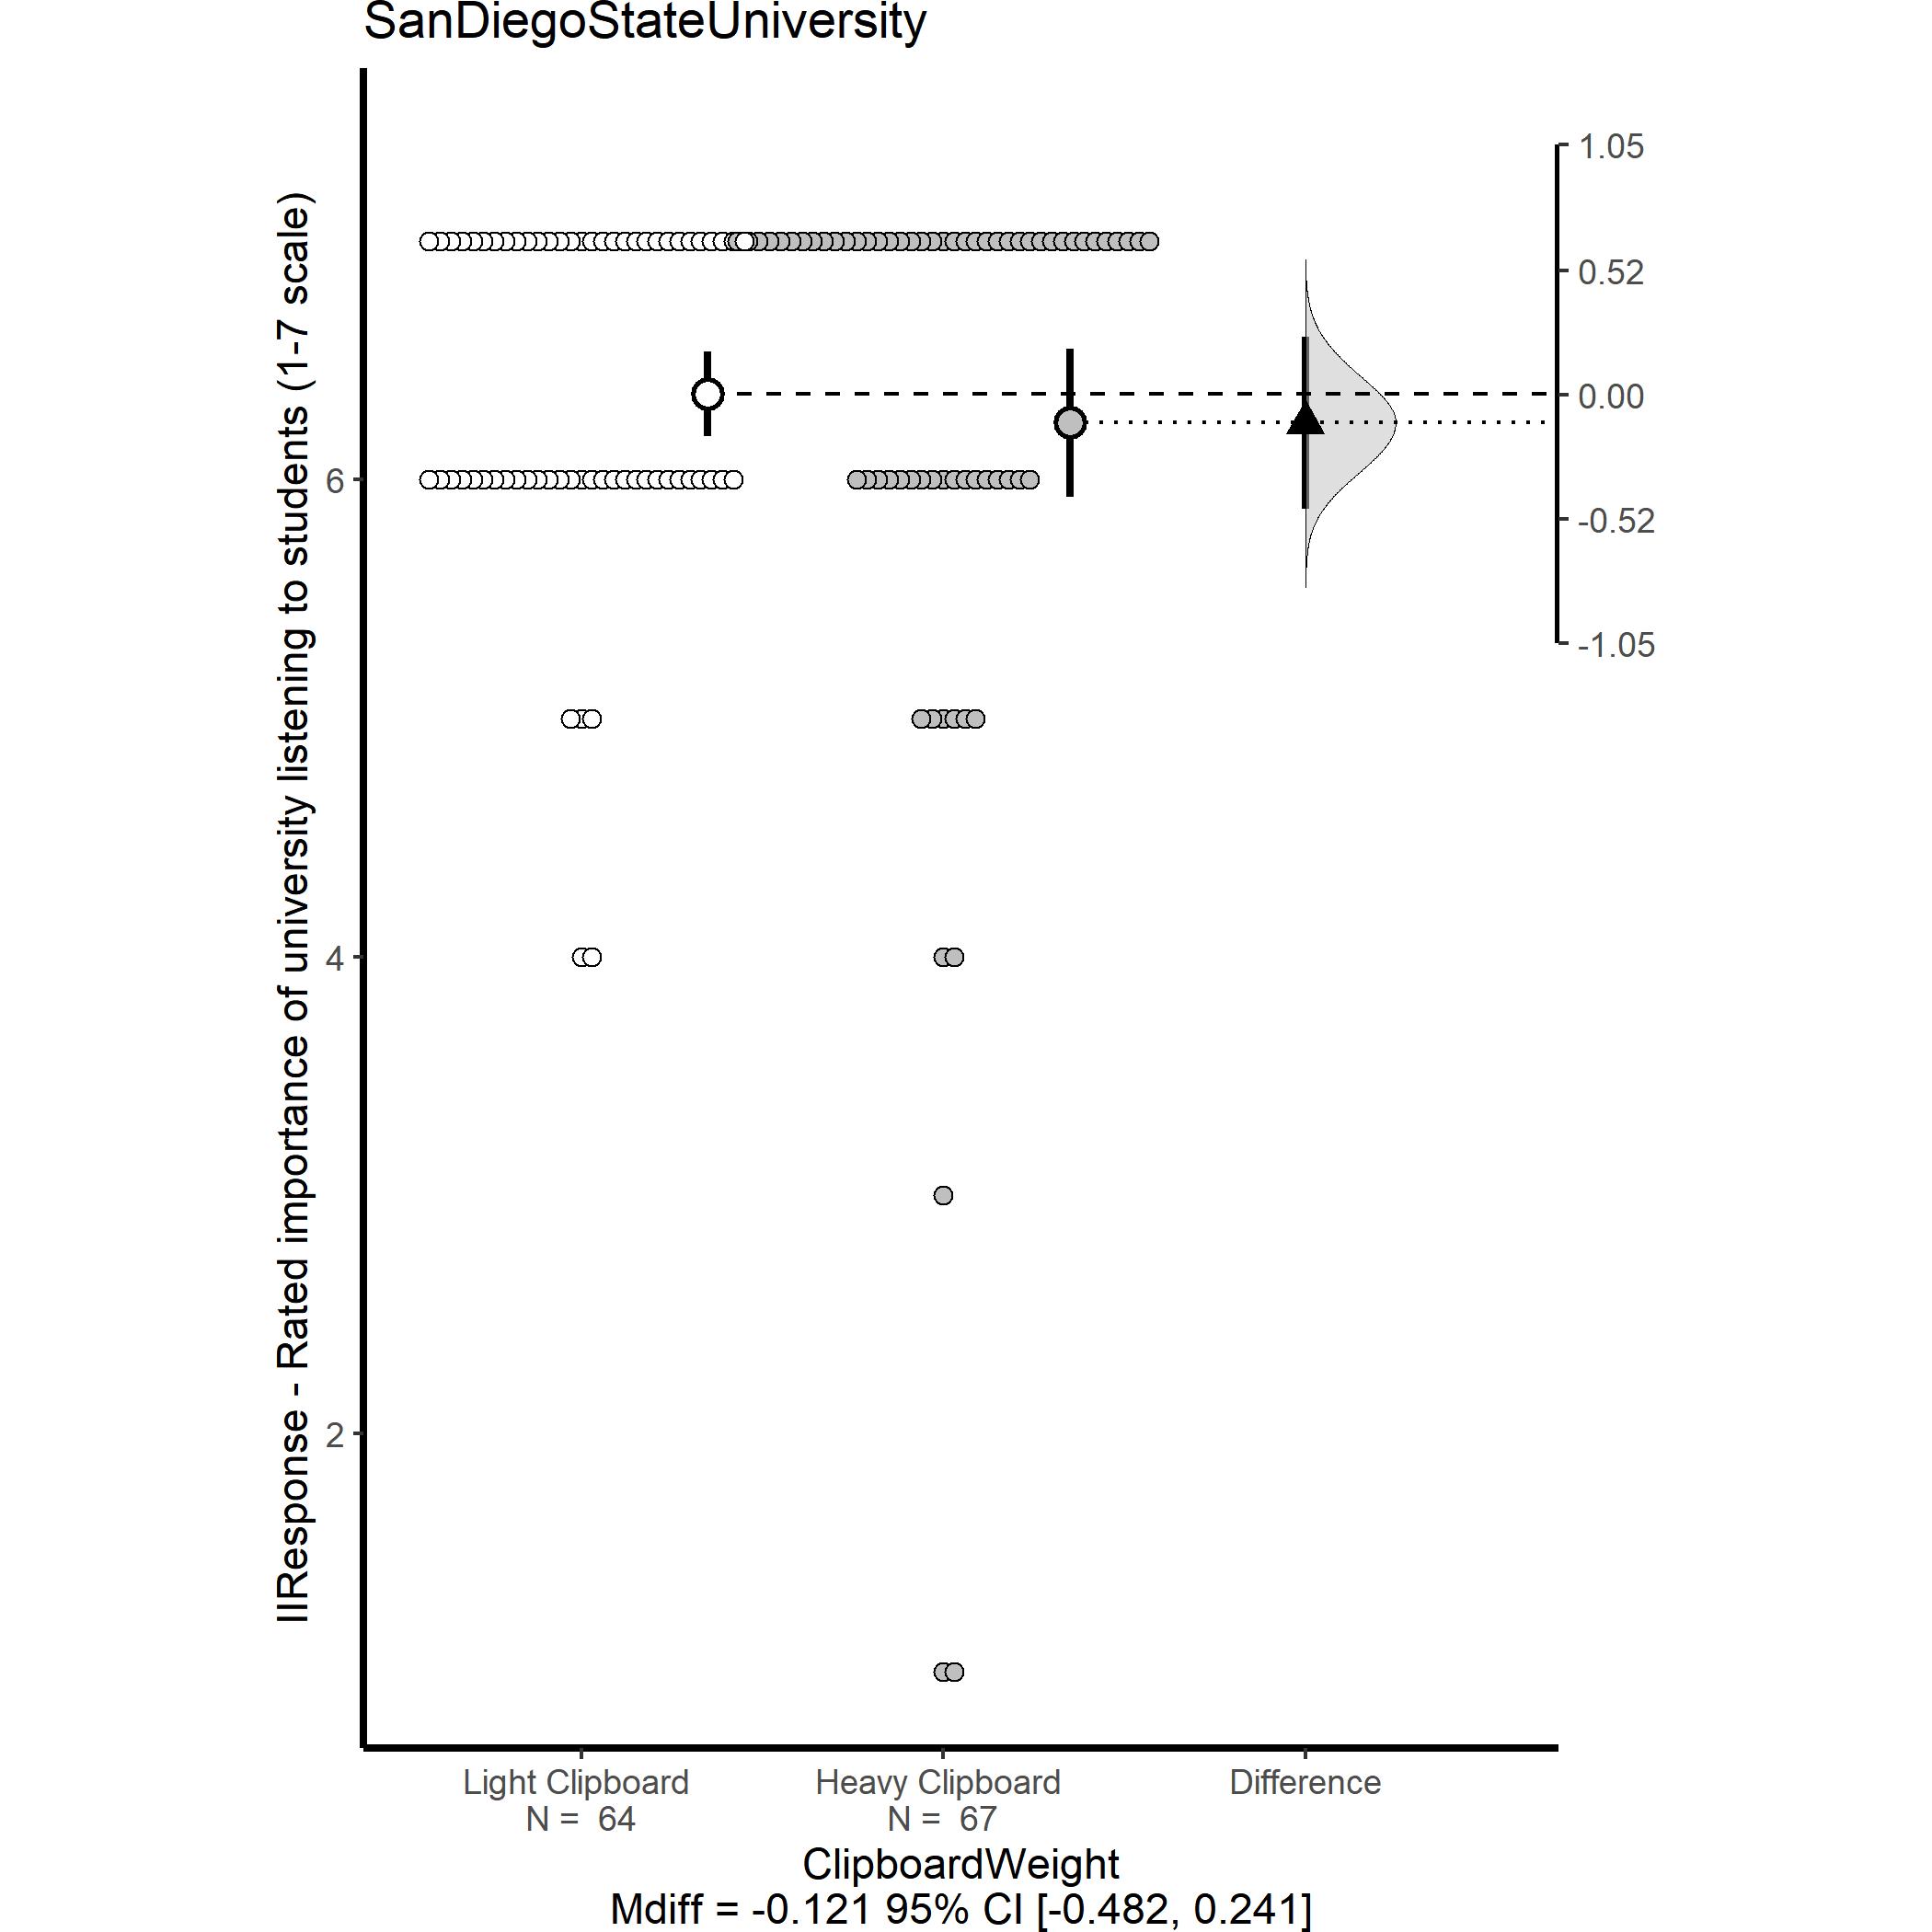 SanDiegoStateUniversity
IIResponse - Rated importance of university listening to students (1-7 scale)
6
4
2
1.05
0.52
0.00
-0.52
-1.05
Light Clipboard
N =  64
Heavy Clipboard
N =  67
Difference
ClipboardWeight
Mdiff = -0.121 95% CI [-0.482, 0.241]